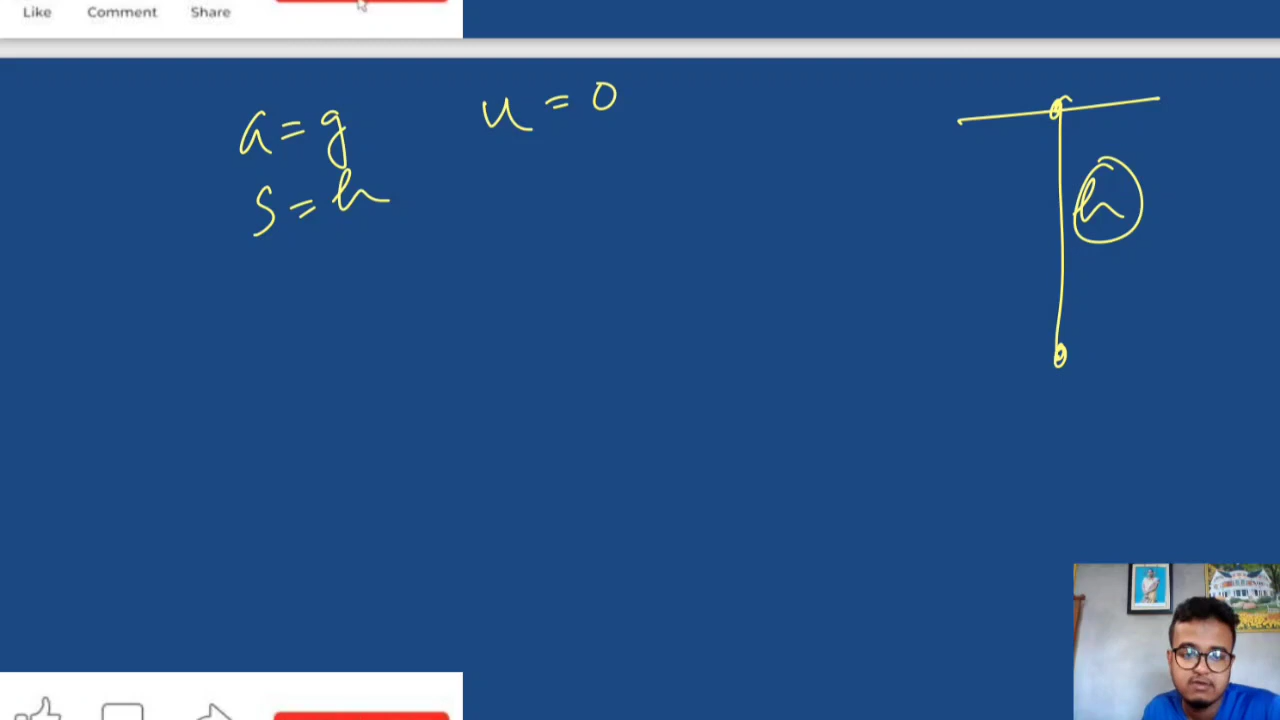 Like Comment Share
a = g
u = 0
s = h
h